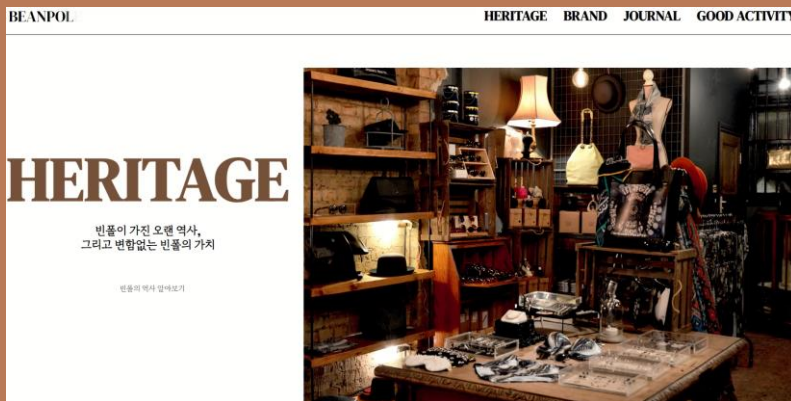 BEANPOL
HERITAGE BRAND JOURNAL GOOD ACTIVITY
HERITAGE
빈폴이 가진 오랜 역사,
그리고 변함없는 빈폴의 가치
빈폴의 역사 알아보기